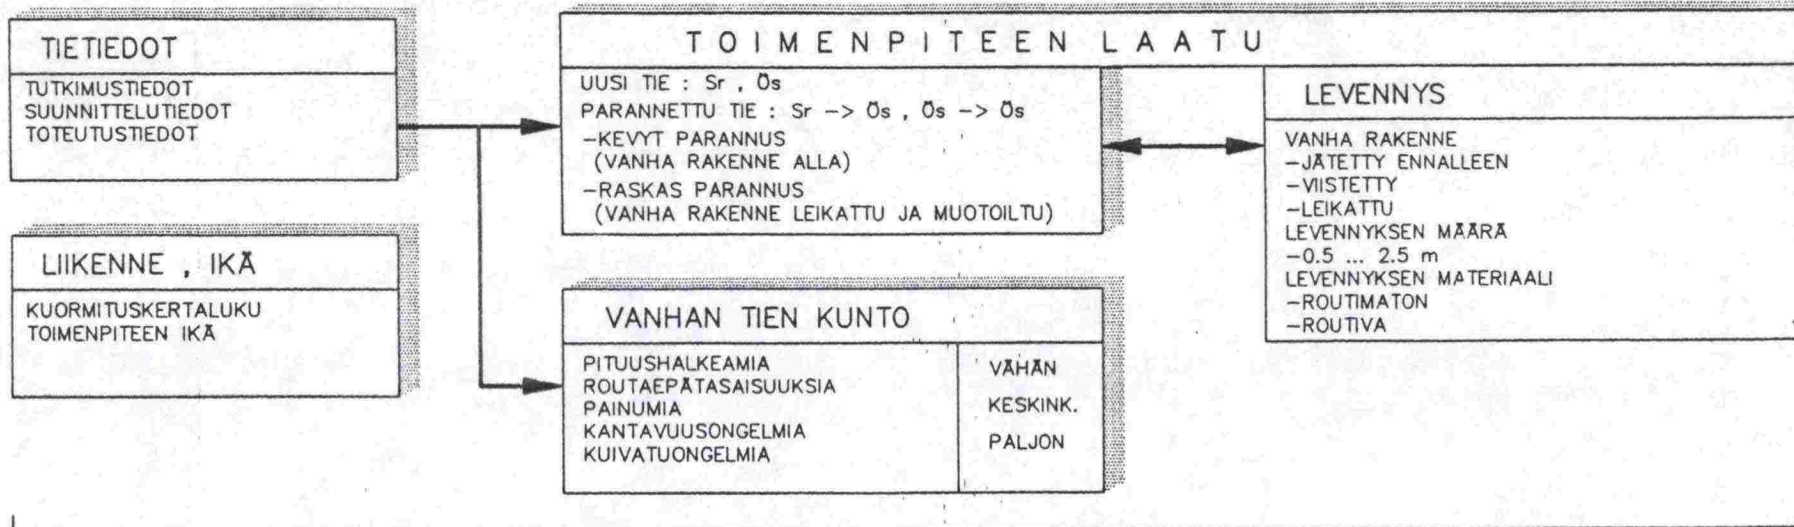 TIETIEDOT
TUTKIMUSTIEDOT
SUUNNITTELUTIEDOT
TOTEUTUSTIEDOT
LIIKENNE , IKÄ
KUORMITUSKERTALUKU
TOIMENPITEEN IKÄ
TOIMENPITEEN LAATU
UUSI TIE : Sr , Ös
PARANNETTU TIE : Sr -> Ös , Ös -> Ös
-KEVYT PARANNUS
(VANHA RAKENNE ALLA)
-RASKAS PARANNUS
(VANHA RAKENNE LEIKATTU JA MUOTOILTU)
LEVENNYS
VANHA RAKENNE
-JÄTETTY ENNALLEEN
-VIISTETTY
-LEIKATTU
LEVENNYKSEN MÄÄRÄ
-0.5 ... 2.5 m
LEVENNYKSEN MATERIAALI
-ROUTIMATON
-ROUTIVA
VANHAN TIEN KUNTO
PITUUSHALKEAMIA
ROUTAEPÄTASAISUUKSIA
PAINUMIA
KANTAVUUSONGELMIA
KUIVATUONGELMIA
VÄHÄN
KESKINK.
PALJON